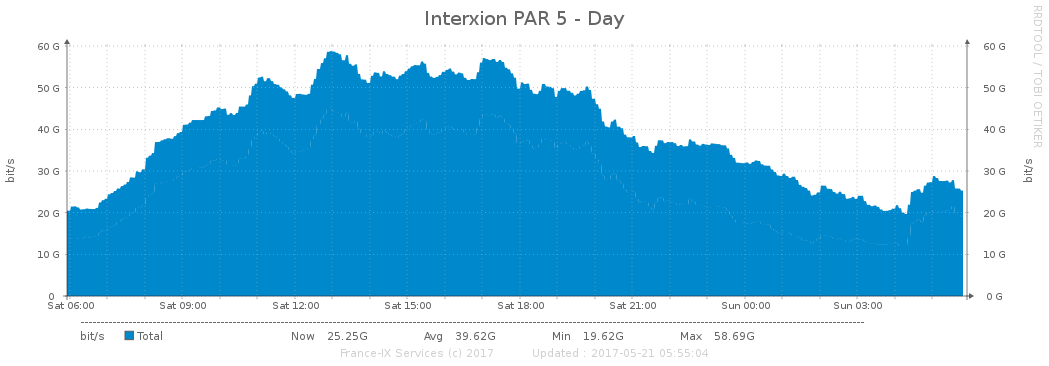 Interxion PAR 5 - Day
RRDTOOL / TOBI OETIKER
bit/s
60 G
50 G
40 G
30 G
20 G
10 G
0
60 G
50 G
40 G
30 G
20 G
10 G
0 G
bit/s
Sat 06:00 Sat 09:00 Sat 12:00 Sat 15:00 Sat 18:00 Sat 21:00 Sun 00:00 Sun 03:00
bit/s Total Now 25.25G Avg 39.62G Min 19.62G Max 58.69G
France-IX Services (c) 2017 Updated : 2017-05-21 05:55:04